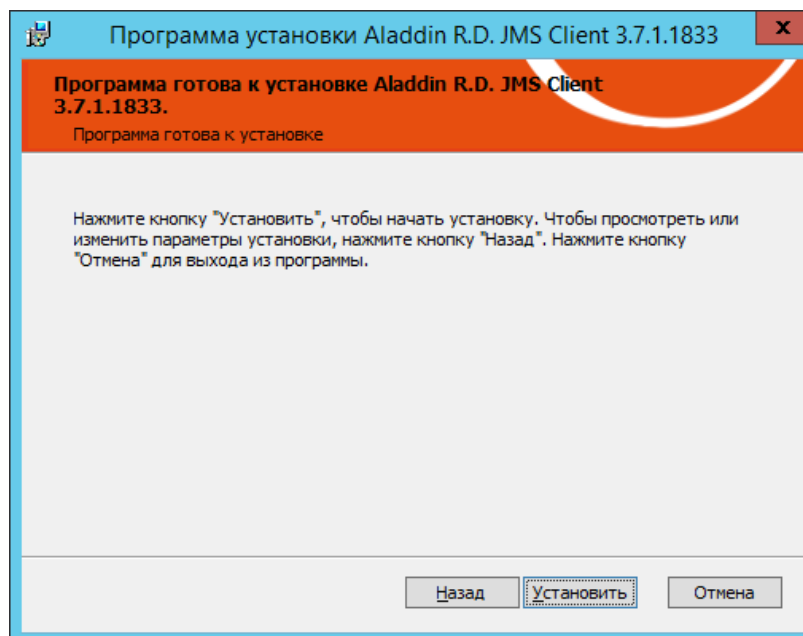 Программа установки Aladdin R.D. JMS Client 3.7.1.1833
x
Программа готова к установке Aladdin R.D. JMS Client
3.7.1.1833.
Программа готова к установке
Нажмите кнопку "Установить", чтобы начать установку. Чтобы просмотреть или
изменить параметры установки, нажмите кнопку "Назад". Нажмите кнопку
"Отмена" для выхода из программы.
Назад Установить Отмена